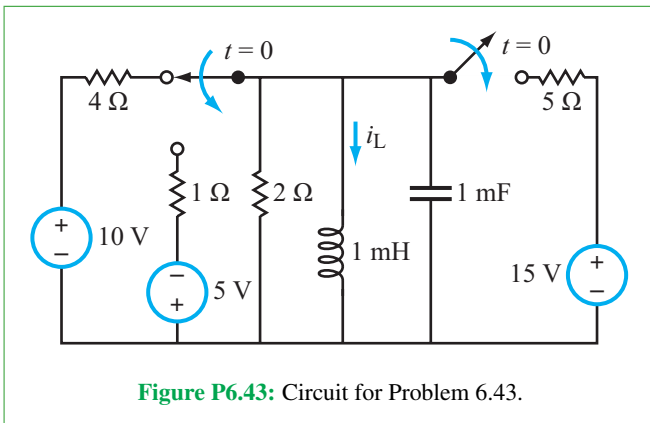 t = 0
t = 0
4 Ω
5 Ω
i_L
1 Ω
2 Ω
1 mF
+
−
10 V
1 mH
−
+
5 V
15 V
+
−
Figure P6.43: Circuit for Problem 6.43.